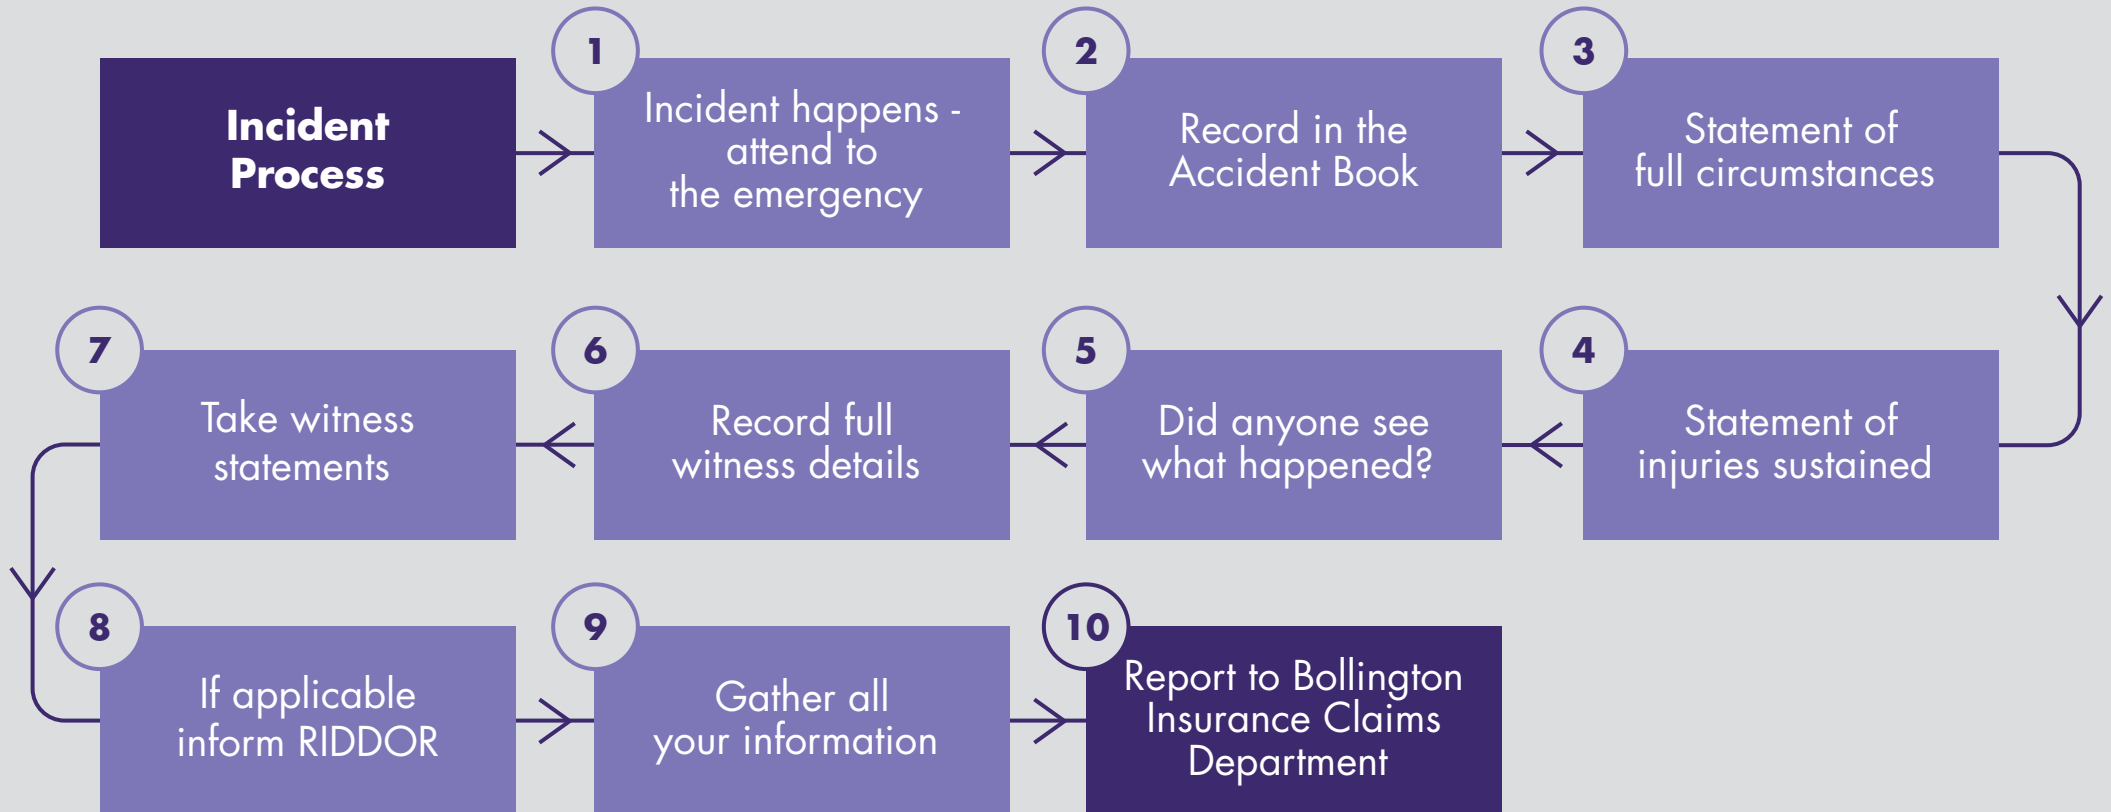 Incident
Process
1
Incident happens -
attend to
the emergency
2
Record in the
Accident Book
3
Statement of
full circumstances
4
Statement of
injuries sustained
5
Did anyone see
what happened?
6
Record full
witness details
7
Take witness
statements
8
If applicable
inform RIDDOR
9
Gather all
your information
10
Report to Bollington
Insurance Claims
Department